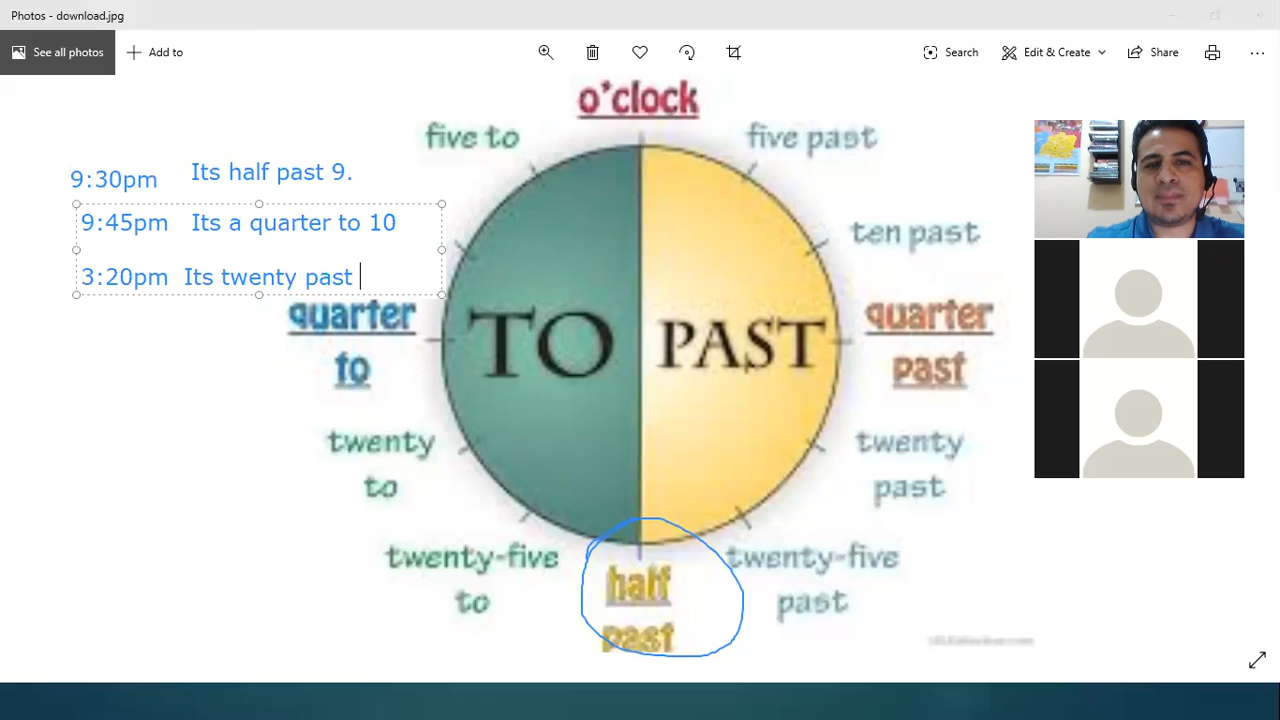 Photos - download.jpg
See all photos
Add to
Search
Edit & Create
Share
o'clock
five to
five past
9:30pm Its half past 9.
9:45pm Its a quarter to 10
ten past
3:20pm Its twenty past
quarter
to
TO
PAST
quarter
past
twenty
to
twenty
past
twenty-five
to
half
past
twenty-five
past